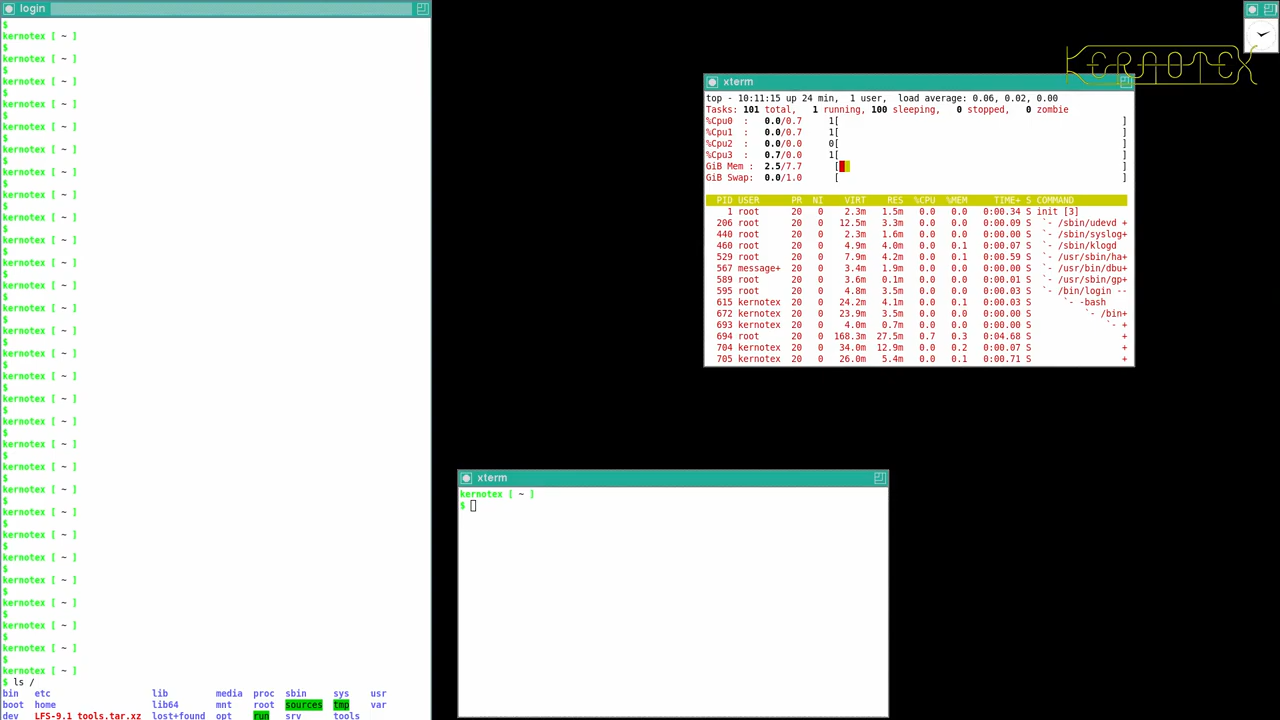 login
$
kernotex [ ~ ]
$
kernotex [ ~ ]
$
kernotex [ ~ ]
$
kernotex [ ~ ]
$
kernotex [ ~ ]
$
kernotex [ ~ ]
$
kernotex [ ~ ]
$
kernotex [ ~ ]
$
kernotex [ ~ ]
$
kernotex [ ~ ]
$
kernotex [ ~ ]
$
kernotex [ ~ ]
$
kernotex [ ~ ]
$
kernotex [ ~ ]
$
kernotex [ ~ ]
$
kernotex [ ~ ]
$
kernotex [ ~ ]
$
kernotex [ ~ ]
$
kernotex [ ~ ]
$
kernotex [ ~ ]
$
kernotex [ ~ ]
$
kernotex [ ~ ]
$
kernotex [ ~ ]
$
kernotex [ ~ ]
$
kernotex [ ~ ]
$
kernotex [ ~ ]
$
kernotex [ ~ ]
$
kernotex [ ~ ]
$
kernotex [ ~ ]
$ ls /
bin etc lib media proc sbin sys usr
boot home lib64 mnt root sources tmp var
dev LFS-9.1 tools.tar.xz lost+found opt run srv tools
KERNOTEX
xterm
top - 10:11:15 up 24 min, 1 user, load average: 0.06, 0.02, 0.00
Tasks: 101 total, 1 running, 100 sleeping, 0 stopped, 0 zombie
%Cpu0 : 0.0/0.7 1[ ]
%Cpu1 : 0.0/0.7 1[ ]
%Cpu2 : 0.0/0.0 0[ ]
%Cpu3 : 0.7/0.0 1[ ]
GiB Mem : 2.5/7.7 [ ]
GiB Swap: 0.0/1.0 [ ]
PID USER PR NI VIRT RES %CPU %MEM TIME+ S COMMAND
1 root 20 0 2.3m 1.5m 0.0 0.0 0:00.34 S init [3]
206 root 20 0 12.5m 3.3m 0.0 0.0 0:00.09 S `- /sbin/udevd +
440 root 20 0 2.3m 1.6m 0.0 0.0 0:00.00 S `- /sbin/syslog+
460 root 20 0 4.9m 4.0m 0.0 0.1 0:00.07 S `- /sbin/klogd
529 root 20 0 7.9m 4.2m 0.0 0.1 0:00.59 S `- /usr/sbin/ha+
567 message+ 20 0 3.4m 1.9m 0.0 0.0 0:00.00 S `- /usr/bin/dbu+
589 root 20 0 3.6m 0.1m 0.0 0.0 0:00.01 S `- /usr/sbin/gp+
595 root 20 0 4.8m 3.5m 0.0 0.0 0:00.03 S `- /bin/login --
615 kernotex 20 0 24.2m 4.1m 0.0 0.1 0:00.03 S `- -bash
672 kernotex 20 0 23.9m 3.5m 0.0 0.0 0:00.00 S `- /bin+
693 kernotex 20 0 4.0m 0.7m 0.0 0.0 0:00.00 S `- +
694 root 20 0 168.3m 27.5m 0.7 0.3 0:04.68 S +
704 kernotex 20 0 34.0m 12.9m 0.0 0.2 0:00.07 S +
705 kernotex 20 0 26.0m 5.4m 0.0 0.1 0:00.71 S +
xterm
kernotex [ ~ ]
$